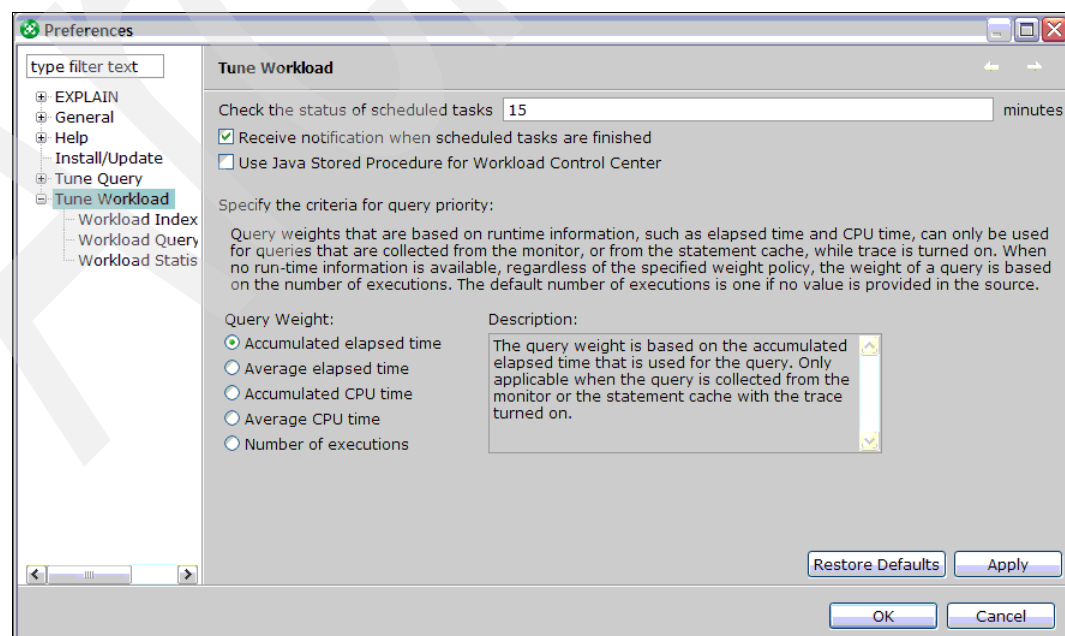 Preferences
type filter text
EXPLAIN
General
Help
Install/Update
Tune Query
Tune Workload
Workload Index
Workload Query
Workload Statis
Tune Workload
Check the status of scheduled tasks 15 minutes
Receive notification when scheduled tasks are finished
Use Java Stored Procedure for Workload Control Center
Specify the criteria for query priority:
Query weights that are based on runtime information, such as elapsed time and CPU time, can only be used
for queries that are collected from the monitor, or from the statement cache, while trace is turned on. When
no run-time information is available, regardless of the specified weight policy, the weight of a query is based
on the number of executions. The default number of executions is one if no value is provided in the source.
Query Weight:
Accumulated elapsed time
Average elapsed time
Accumulated CPU time
Average CPU time
Number of executions
Description:
The query weight is based on the accumulated
elapsed time that is used for the query. Only
applicable when the query is collected from the
monitor or the statement cache with the trace
turned on.
Restore Defaults
Apply
OK
Cancel